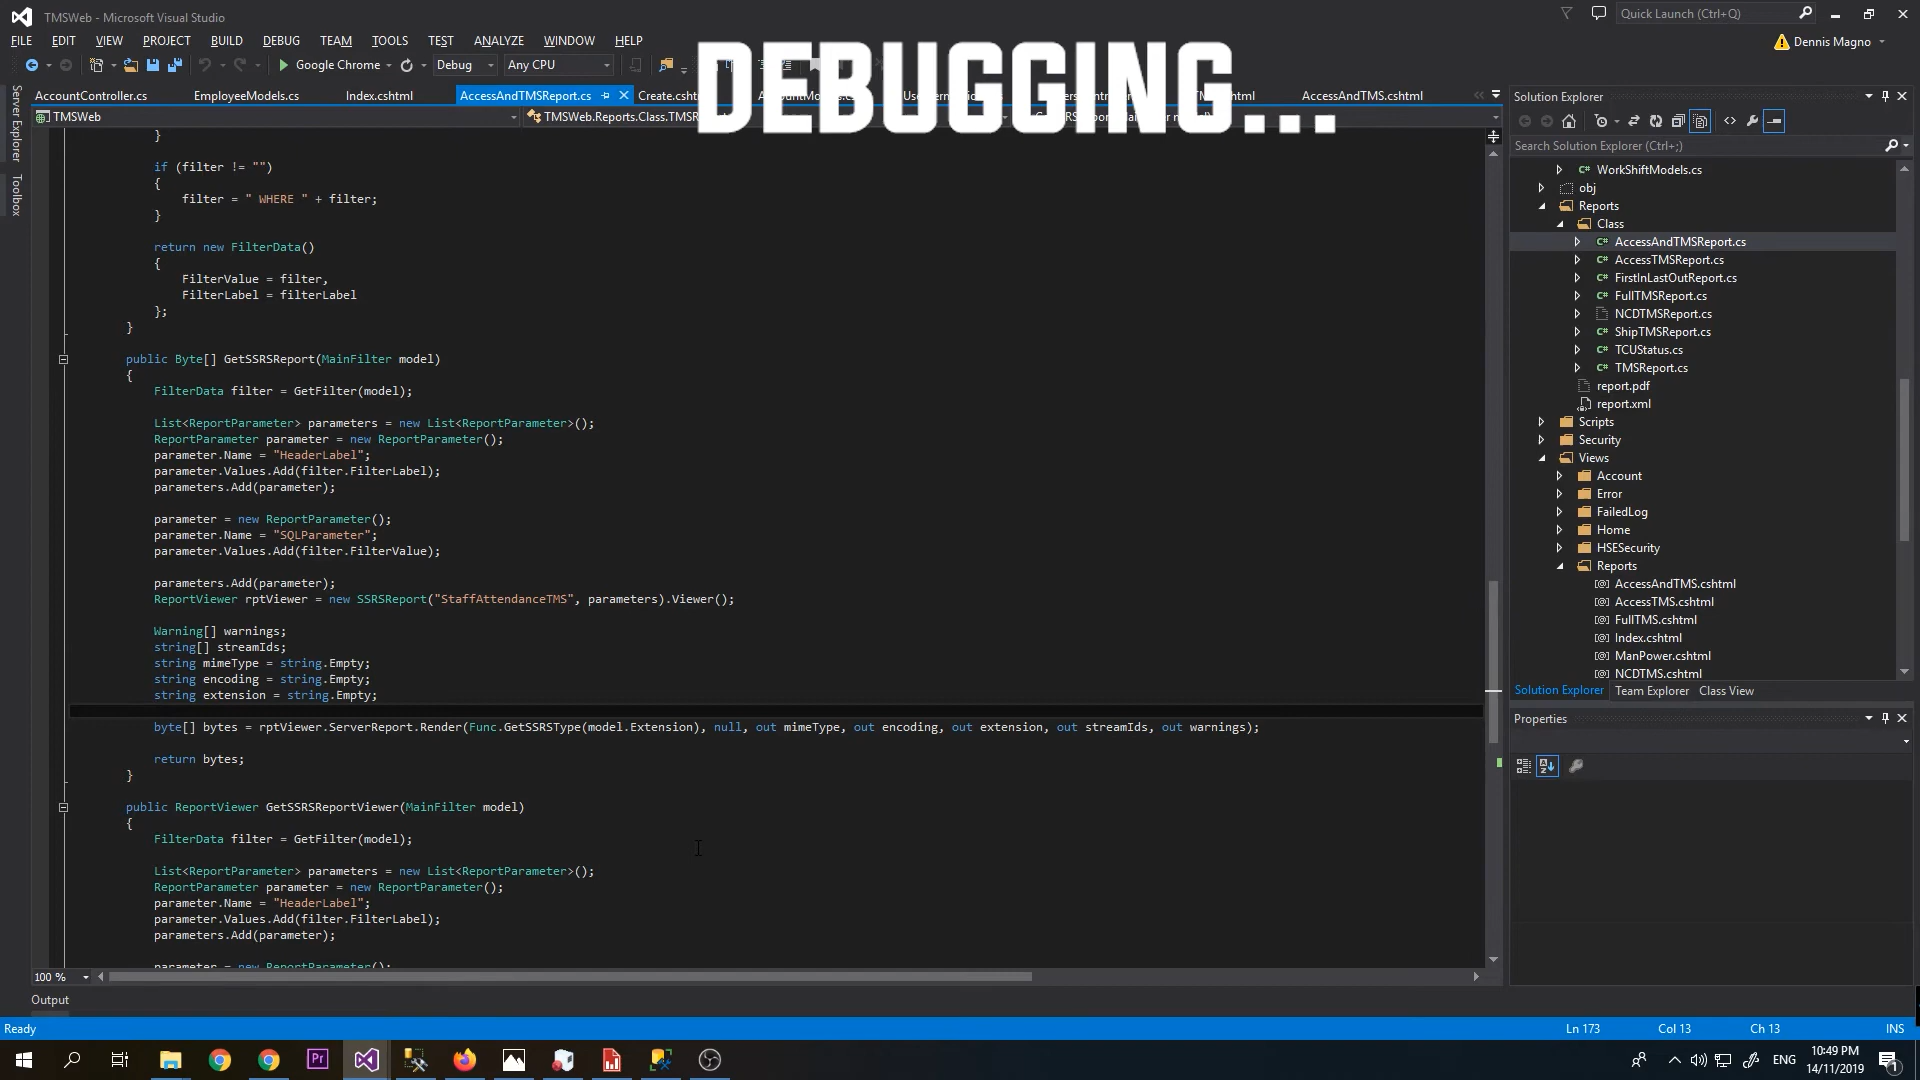 TMSWeb - Microsoft Visual Studio
Quick Launch (Ctrl+Q)
FILE EDIT VIEW PROJECT BUILD DEBUG TEAM TOOLS TEST ANALYZE WINDOW HELP
Dennis Magno
Google Chrome Debug Any CPU
DEBUGGING...
AccountController.cs EmployeeModels.cs Index.cshtml AccessAndTMSReport.cs AccessAndTMS.cshtml
TMSWeb
Server Explorer
Toolbox
}
if (filter != "")
{
filter = " WHERE " + filter;
}
return new FilterData()
{
FilterValue = filter,
FilterLabel = filterLabel
};
}
public Byte[] GetSSRSReport(MainFilter model)
{
FilterData filter = GetFilter(model);
List<ReportParameter> parameters = new List<ReportParameter>();
ReportParameter parameter = new ReportParameter();
parameter.Name = "HeaderLabel";
parameter.Values.Add(filter.FilterLabel);
parameters.Add(parameter);
parameter = new ReportParameter();
parameter.Name = "SQLParameter";
parameter.Values.Add(filter.FilterValue);
parameters.Add(parameter);
ReportViewer rptViewer = new SSRSReport("StaffAttendanceTMS", parameters).Viewer();
Warning[] warnings;
string[] streamIds;
string mimeType = string.Empty;
string encoding = string.Empty;
string extension = string.Empty;
byte[] bytes = rptViewer.ServerReport.Render(Func.GetSSRSType(model.Extension), null, out mimeType, out encoding, out extension, out streamIds, out warnings);
return bytes;
}
public ReportViewer GetSSRSReportViewer(MainFilter model)
{
FilterData filter = GetFilter(model);
List<ReportParameter> parameters = new List<ReportParameter>();
ReportParameter parameter = new ReportParameter();
parameter.Name = "HeaderLabel";
parameter.Values.Add(filter.FilterLabel);
parameters.Add(parameter);
parameter = new ReportParameter();
100 %
Output
Solution Explorer
Search Solution Explorer (Ctrl+;)
WorkShiftModels.cs
obj
Reports
Class
AccessAndTMSReport.cs
AccessTMSReport.cs
FirstInLastOutReport.cs
FullTMSReport.cs
NCDTMSReport.cs
ShipTMSReport.cs
TCUStatus.cs
TMSReport.cs
report.pdf
report.xml
Scripts
Security
Views
Account
Error
FailedLog
Home
HSESecurity
Reports
AccessAndTMS.cshtml
AccessTMS.cshtml
FullTMS.cshtml
Index.cshtml
ManPower.cshtml
NCDTMS.cshtml
Solution Explorer Team Explorer Class View
Properties
Ready Ln 173 Col 13 Ch 13 INS
ENG
10:49 PM
14/11/2019